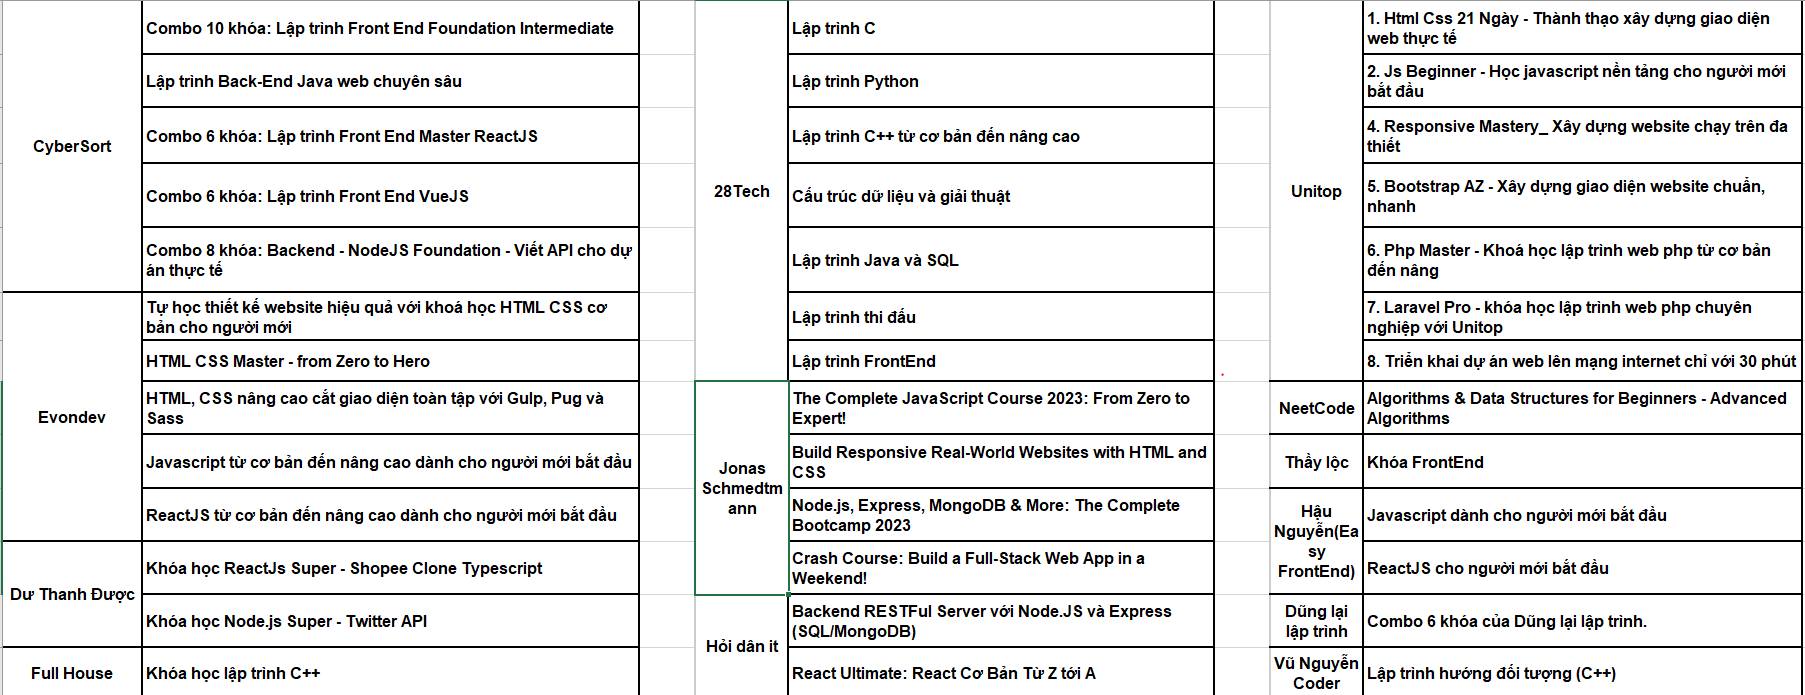 CyberSort
Combo 10 khóa: Lập trình Front End Foundation Intermediate
Lập trình Back-End Java web chuyên sâu
Combo 6 khóa: Lập trình Front End Master ReactJS
Combo 6 khóa: Lập trình Front End VueJS
Combo 8 khóa: Backend - NodeJS Foundation - Viết API cho dự
án thực tế
Evondev
Tự học thiết kế website hiệu quả với khoá học HTML CSS cơ
bản cho người mới
HTML CSS Master - from Zero to Hero
HTML, CSS nâng cao cắt giao diện toàn tập với Gulp, Pug và
Sass
Javascript từ cơ bản đến nâng cao dành cho người mới bắt đầu
ReactJS từ cơ bản đến nâng cao dành cho người mới bắt đầu
Dư Thanh Được
Khóa học ReactJs Super - Shopee Clone Typescript
Khóa học Node.js Super - Twitter API
Full House
Khóa học lập trình C++
28Tech
Lập trình C
Lập trình Python
Lập trình C++ từ cơ bản đến nâng cao
Cấu trúc dữ liệu và giải thuật
Lập trình Java và SQL
Lập trình thi đấu
Lập trình FrontEnd
Jonas
Schmedtm
ann
The Complete JavaScript Course 2023: From Zero to
Expert!
Build Responsive Real-World Websites with HTML and
CSS
Node.js, Express, MongoDB & More: The Complete
Bootcamp 2023
Crash Course: Build a Full-Stack Web App in a
Weekend!
Hỏi dân it
Backend RESTFul Server với Node.JS và Express
(SQL/MongoDB)
React Ultimate: React Cơ Bản Từ Z tới A
Unitop
1. Html Css 21 Ngày - Thành thạo xây dựng giao diện
web thực tế
2. Js Beginner - Học javascript nền tảng cho người mới
bắt đầu
4. Responsive Mastery_ Xây dựng website chạy trên đa
thiết
5. Bootstrap AZ - Xây dựng giao diện website chuẩn,
nhanh
6. Php Master - Khoá học lập trình web php từ cơ bản
đến nâng
7. Laravel Pro - khóa học lập trình web php chuyên
nghiệp với Unitop
8. Triển khai dự án web lên mạng internet chỉ với 30 phút
NeetCode
Algorithms & Data Structures for Beginners - Advanced
Algorithms
Thầy lộc
Khóa FrontEnd
Hậu
Nguyễn(Ea
sy
FrontEnd)
Javascript dành cho người mới bắt đầu
ReactJS cho người mới bắt đầu
Dũng lại
lập trình
Combo 6 khóa của Dũng lại lập trình.
Vũ Nguyễn
Coder
Lập trình hướng đối tượng (C++)